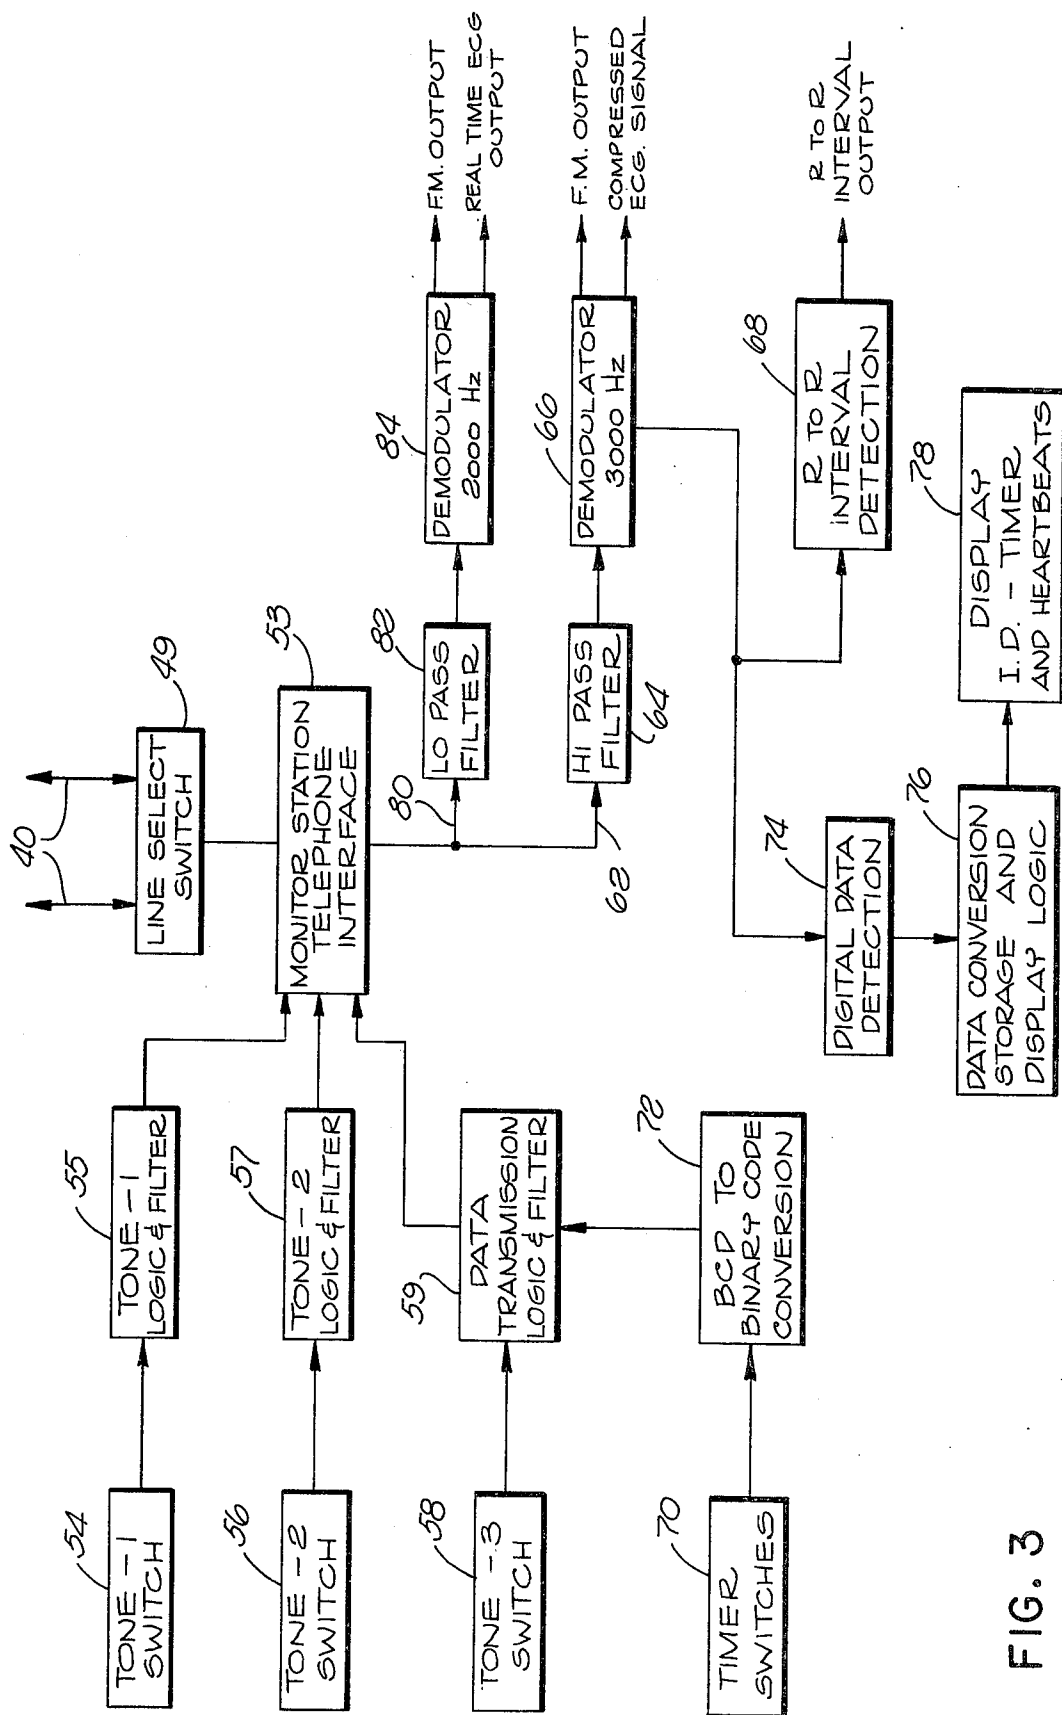 40
LINE SELECT
SWITCH
49
54
TONE -1
SWITCH
55
TONE -1
LOGIC & FILTER
MONITOR STATION
TELEPHONE
INTERFACE
53
56
TONE - 2
SWITCH
57
TONE - 2
LOGIC & FILTER
80
LO PASS
FILTER
82
DEMODULATOR
2000 Hz
84
F.M. OUTPUT
REAL TIME ECG
OUTPUT
58
TONE - 3
SWITCH
59
DATA
TRANSMISSION
LOGIC & FILTER
62
HI PASS
FILTER
64
DEMODULATOR
3000 Hz
66
F.M. OUTPUT
COMPRESSED
ECG. SIGNAL
70
TIMER
SWITCHES
72
BCD TO
BINARY CODE
CONVERSION
74
DIGITAL DATA
DETECTION
R TO R
INTERVAL
DETECTION
68
R TO R
INTERVAL
OUTPUT
76
DATA CONVERSION
STORAGE AND
DISPLAY LOGIC
78
DISPLAY
I.D. - TIMER
AND HEARTBEATS
FIG. 3